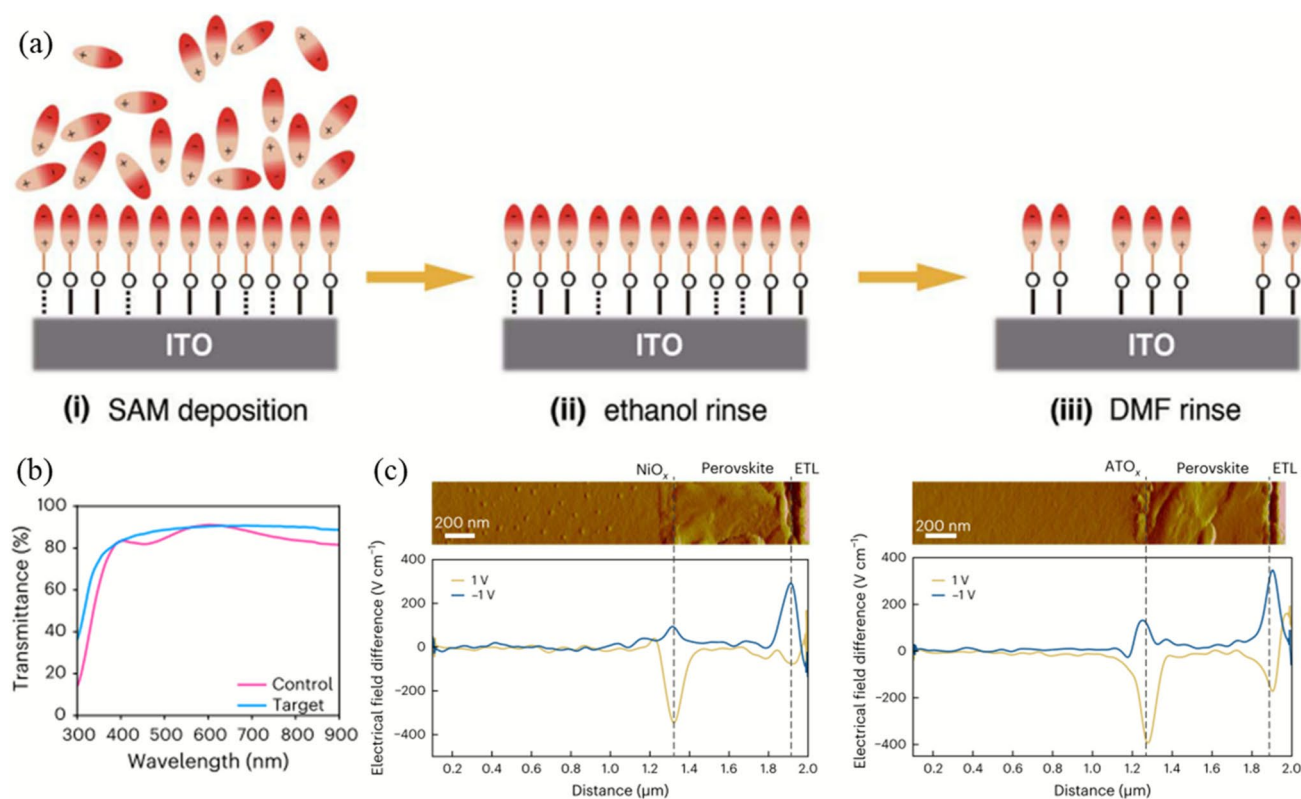 (a)
ITO
ITO
ITO
(i) SAM deposition
(ii) ethanol rinse
(iii) DMF rinse
(b)
Transmittance (%)
100
80
60
40
20
0
Control
Target
300 400 500 600 700 800 900
Wavelength (nm)
(c)
NiOₓ Perovskite ETL
200 nm
Electrical field difference (V cm⁻¹)
400
200
0
−200
−400
1 V
−1 V
0.2 0.4 0.6 0.8 1.0 1.2 1.4 1.6 1.8 2.0
Distance (µm)
ATOₓ Perovskite ETL
200 nm
Electrical field difference (V cm⁻¹)
400
200
0
−200
−400
1 V
−1 V
0.2 0.4 0.6 0.8 1.0 1.2 1.4 1.6 1.8 2.0
Distance (µm)